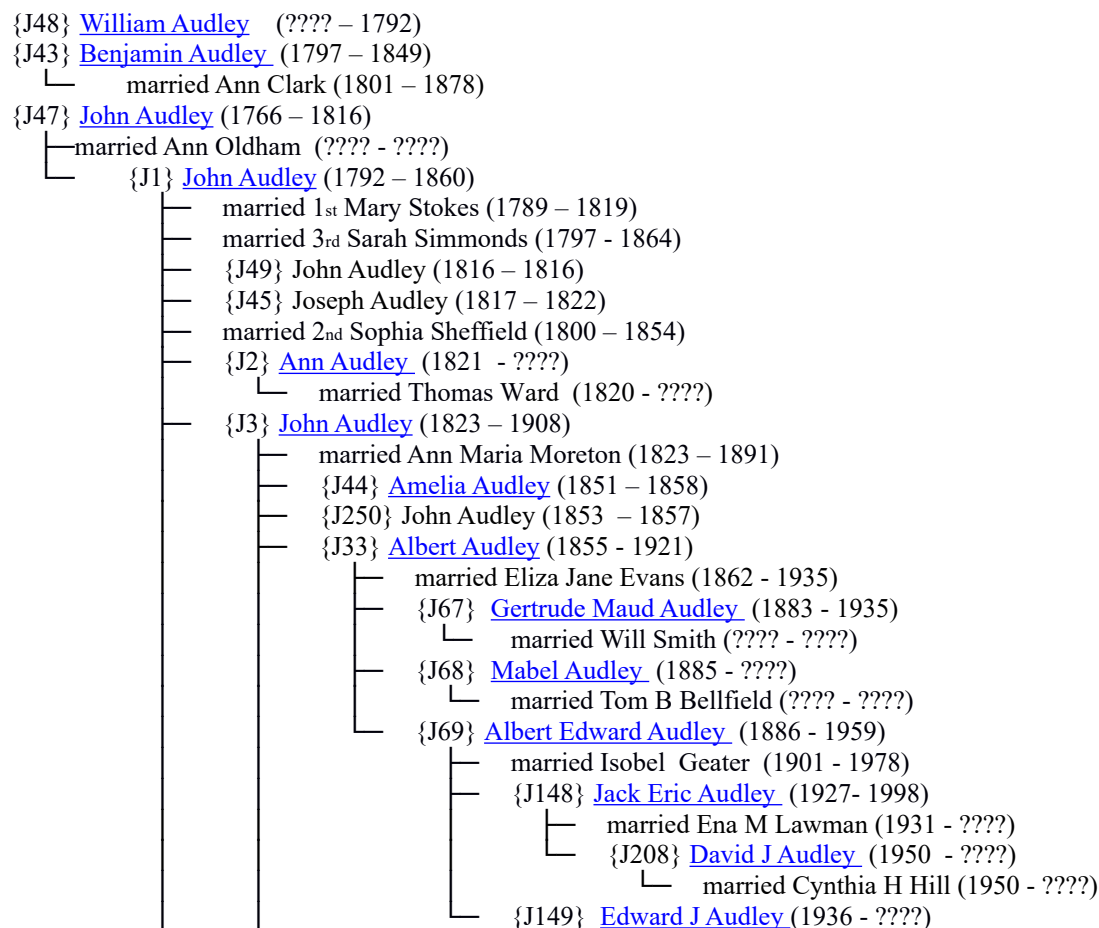 {J48} William Audley (???? – 1792)
{J43} Benjamin Audley (1797 – 1849)
married Ann Clark (1801 – 1878)
{J47} John Audley (1766 – 1816)
married Ann Oldham (???? - ????)
{J1} John Audley (1792 – 1860)
married 1st Mary Stokes (1789 – 1819)
married 3rd Sarah Simmonds (1797 - 1864)
{J49} John Audley (1816 – 1816)
{J45} Joseph Audley (1817 – 1822)
married 2nd Sophia Sheffield (1800 – 1854)
{J2} Ann Audley (1821 - ????)
married Thomas Ward (1820 - ????)
{J3} John Audley (1823 – 1908)
married Ann Maria Moreton (1823 – 1891)
{J44} Amelia Audley (1851 – 1858)
{J250} John Audley (1853 – 1857)
{J33} Albert Audley (1855 - 1921)
married Eliza Jane Evans (1862 - 1935)
{J67} Gertrude Maud Audley (1883 - 1935)
married Will Smith (???? - ????)
{J68} Mabel Audley (1885 - ????)
married Tom B Bellfield (???? - ????)
{J69} Albert Edward Audley (1886 - 1959)
married Isobel Geater (1901 - 1978)
{J148} Jack Eric Audley (1927- 1998)
married Ena M Lawman (1931 - ????)
{J208} David J Audley (1950 - ????)
married Cynthia H Hill (1950 - ????)
{J149} Edward J Audley (1936 - ????)